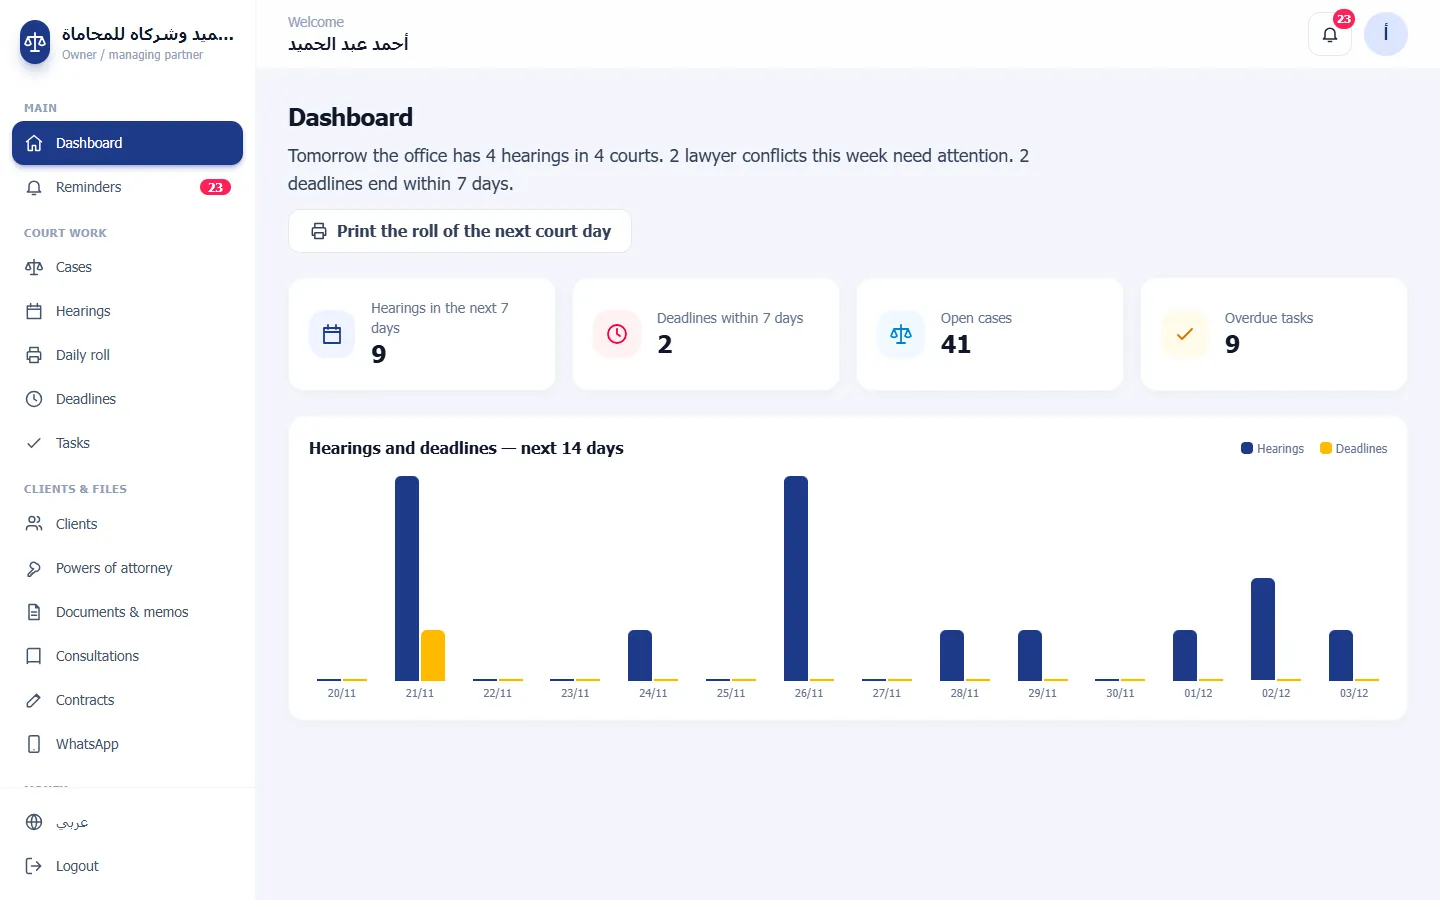 ...ميد وشركاه للمحاماة
Owner / managing partner
MAIN
Dashboard
Reminders
23
COURT WORK
Cases
Hearings
Daily roll
Deadlines
Tasks
CLIENTS & FILES
Clients
Powers of attorney
Documents & memos
Consultations
Contracts
WhatsApp
عربي
Logout
Welcome
أحمد عبد الحميد
23
أ
Dashboard
Tomorrow the office has 4 hearings in 4 courts. 2 lawyer conflicts this week need attention. 2
deadlines end within 7 days.
Print the roll of the next court day
Hearings in the next 7
days
9
Deadlines within 7 days
2
Open cases
41
Overdue tasks
9
Hearings and deadlines — next 14 days
Hearings
Deadlines
20/11
21/11
22/11
23/11
24/11
25/11
26/11
27/11
28/11
29/11
30/11
01/12
02/12
03/12